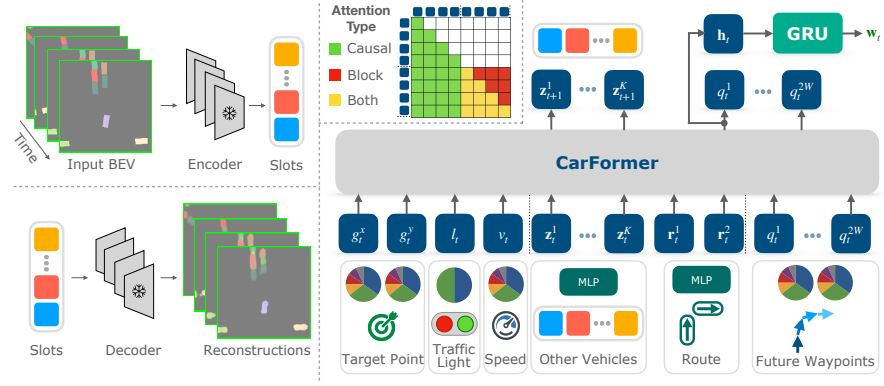 Time
Input BEV
Encoder
Slots
Slots
Decoder
Reconstructions
Attention
Type
Causal
Block
Both
z^1_{t+1}
z^K_{t+1}
h_t
GRU
w_t
q^1_t
q^{2W}_t
CarFormer
g^x_t
g^y_t
l_t
v_t
z^1_t
z^K_t
r^1_t
r^2_t
q^1_t
q^{2W}_t
MLP
MLP
Target Point
Traffic
Light
Speed
Other Vehicles
Route
Future Waypoints